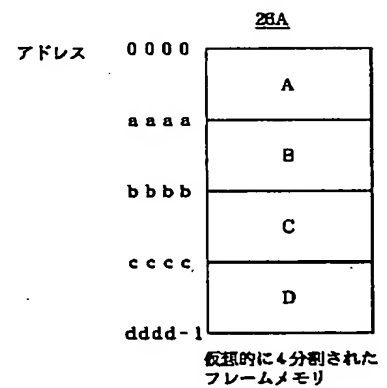 28A
アドレス
0000
A
aaaa
B
bbbb
C
cccc
D
dddd-1
仮想的に4分割された
フレームメモリ